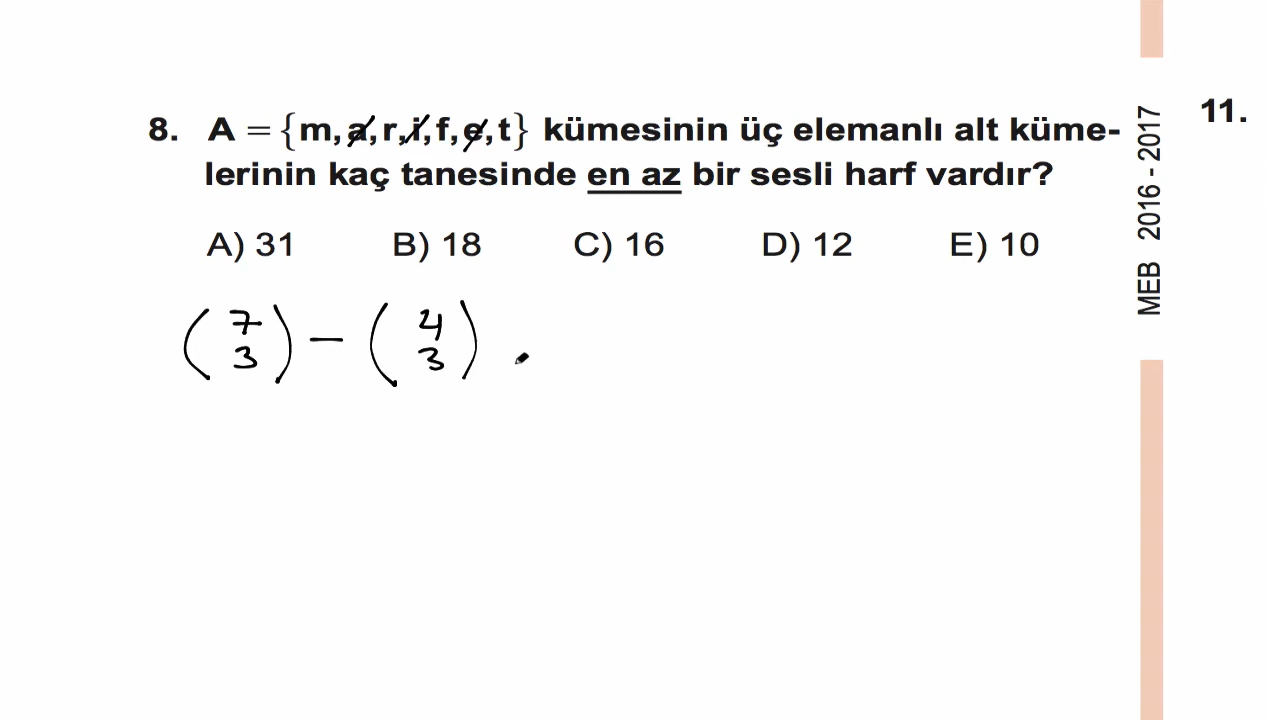 8. A = {m, a, r, i, f, e, t} kümesinin üç elemanlı alt küme-
lerinin kaç tanesinde en az bir sesli harf vardır?
A) 31 B) 18 C) 16 D) 12 E) 10
(7 3) - (4 3)
MEB 2016 - 2017
11.